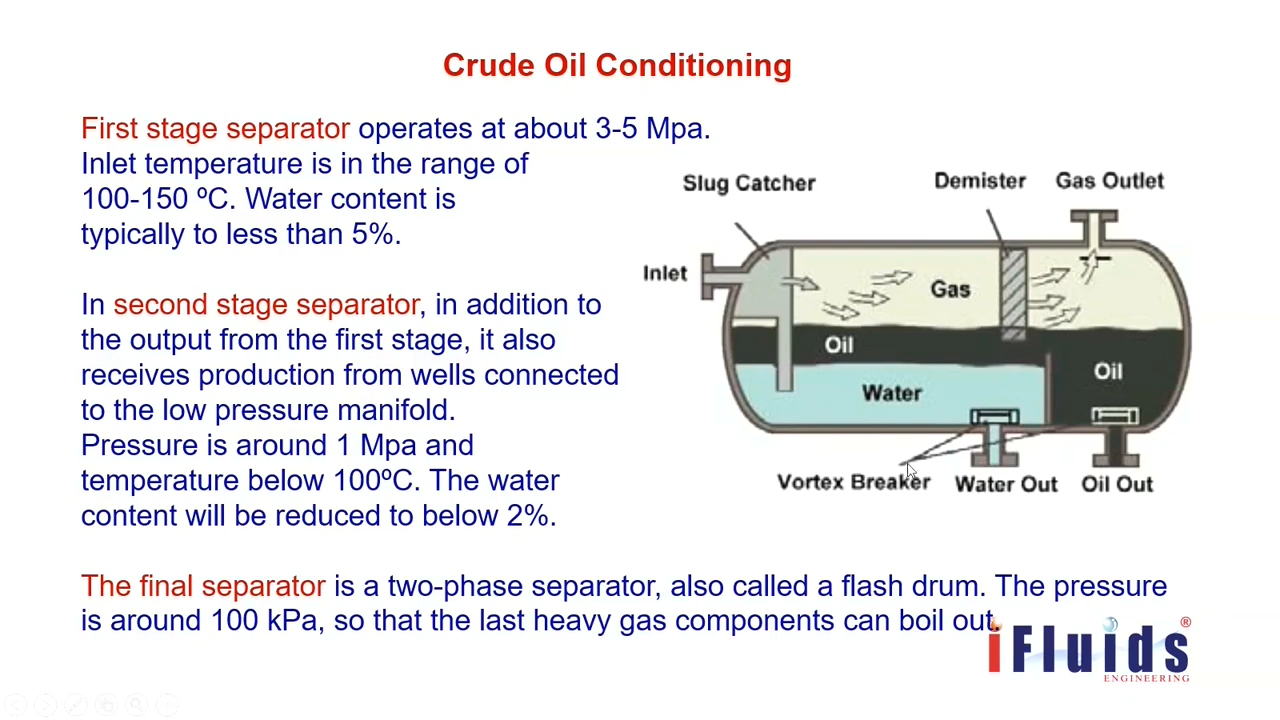 Crude Oil Conditioning
First stage separator operates at about 3-5 Mpa.
Inlet temperature is in the range of
100-150 ºC. Water content is
typically to less than 5%.
In second stage separator, in addition to
the output from the first stage, it also
receives production from wells connected
to the low pressure manifold.
Pressure is around 1 Mpa and
temperature below 100ºC. The water
content will be reduced to below 2%.
The final separator is a two-phase separator, also called a flash drum. The pressure
is around 100 kPa, so that the last heavy gas components can boil out.
Slug Catcher
Demister
Gas Outlet
Inlet
Gas
Oil
Oil
Water
Vortex Breaker
Water Out
Oil Out
iFluids®
ENGINEERING